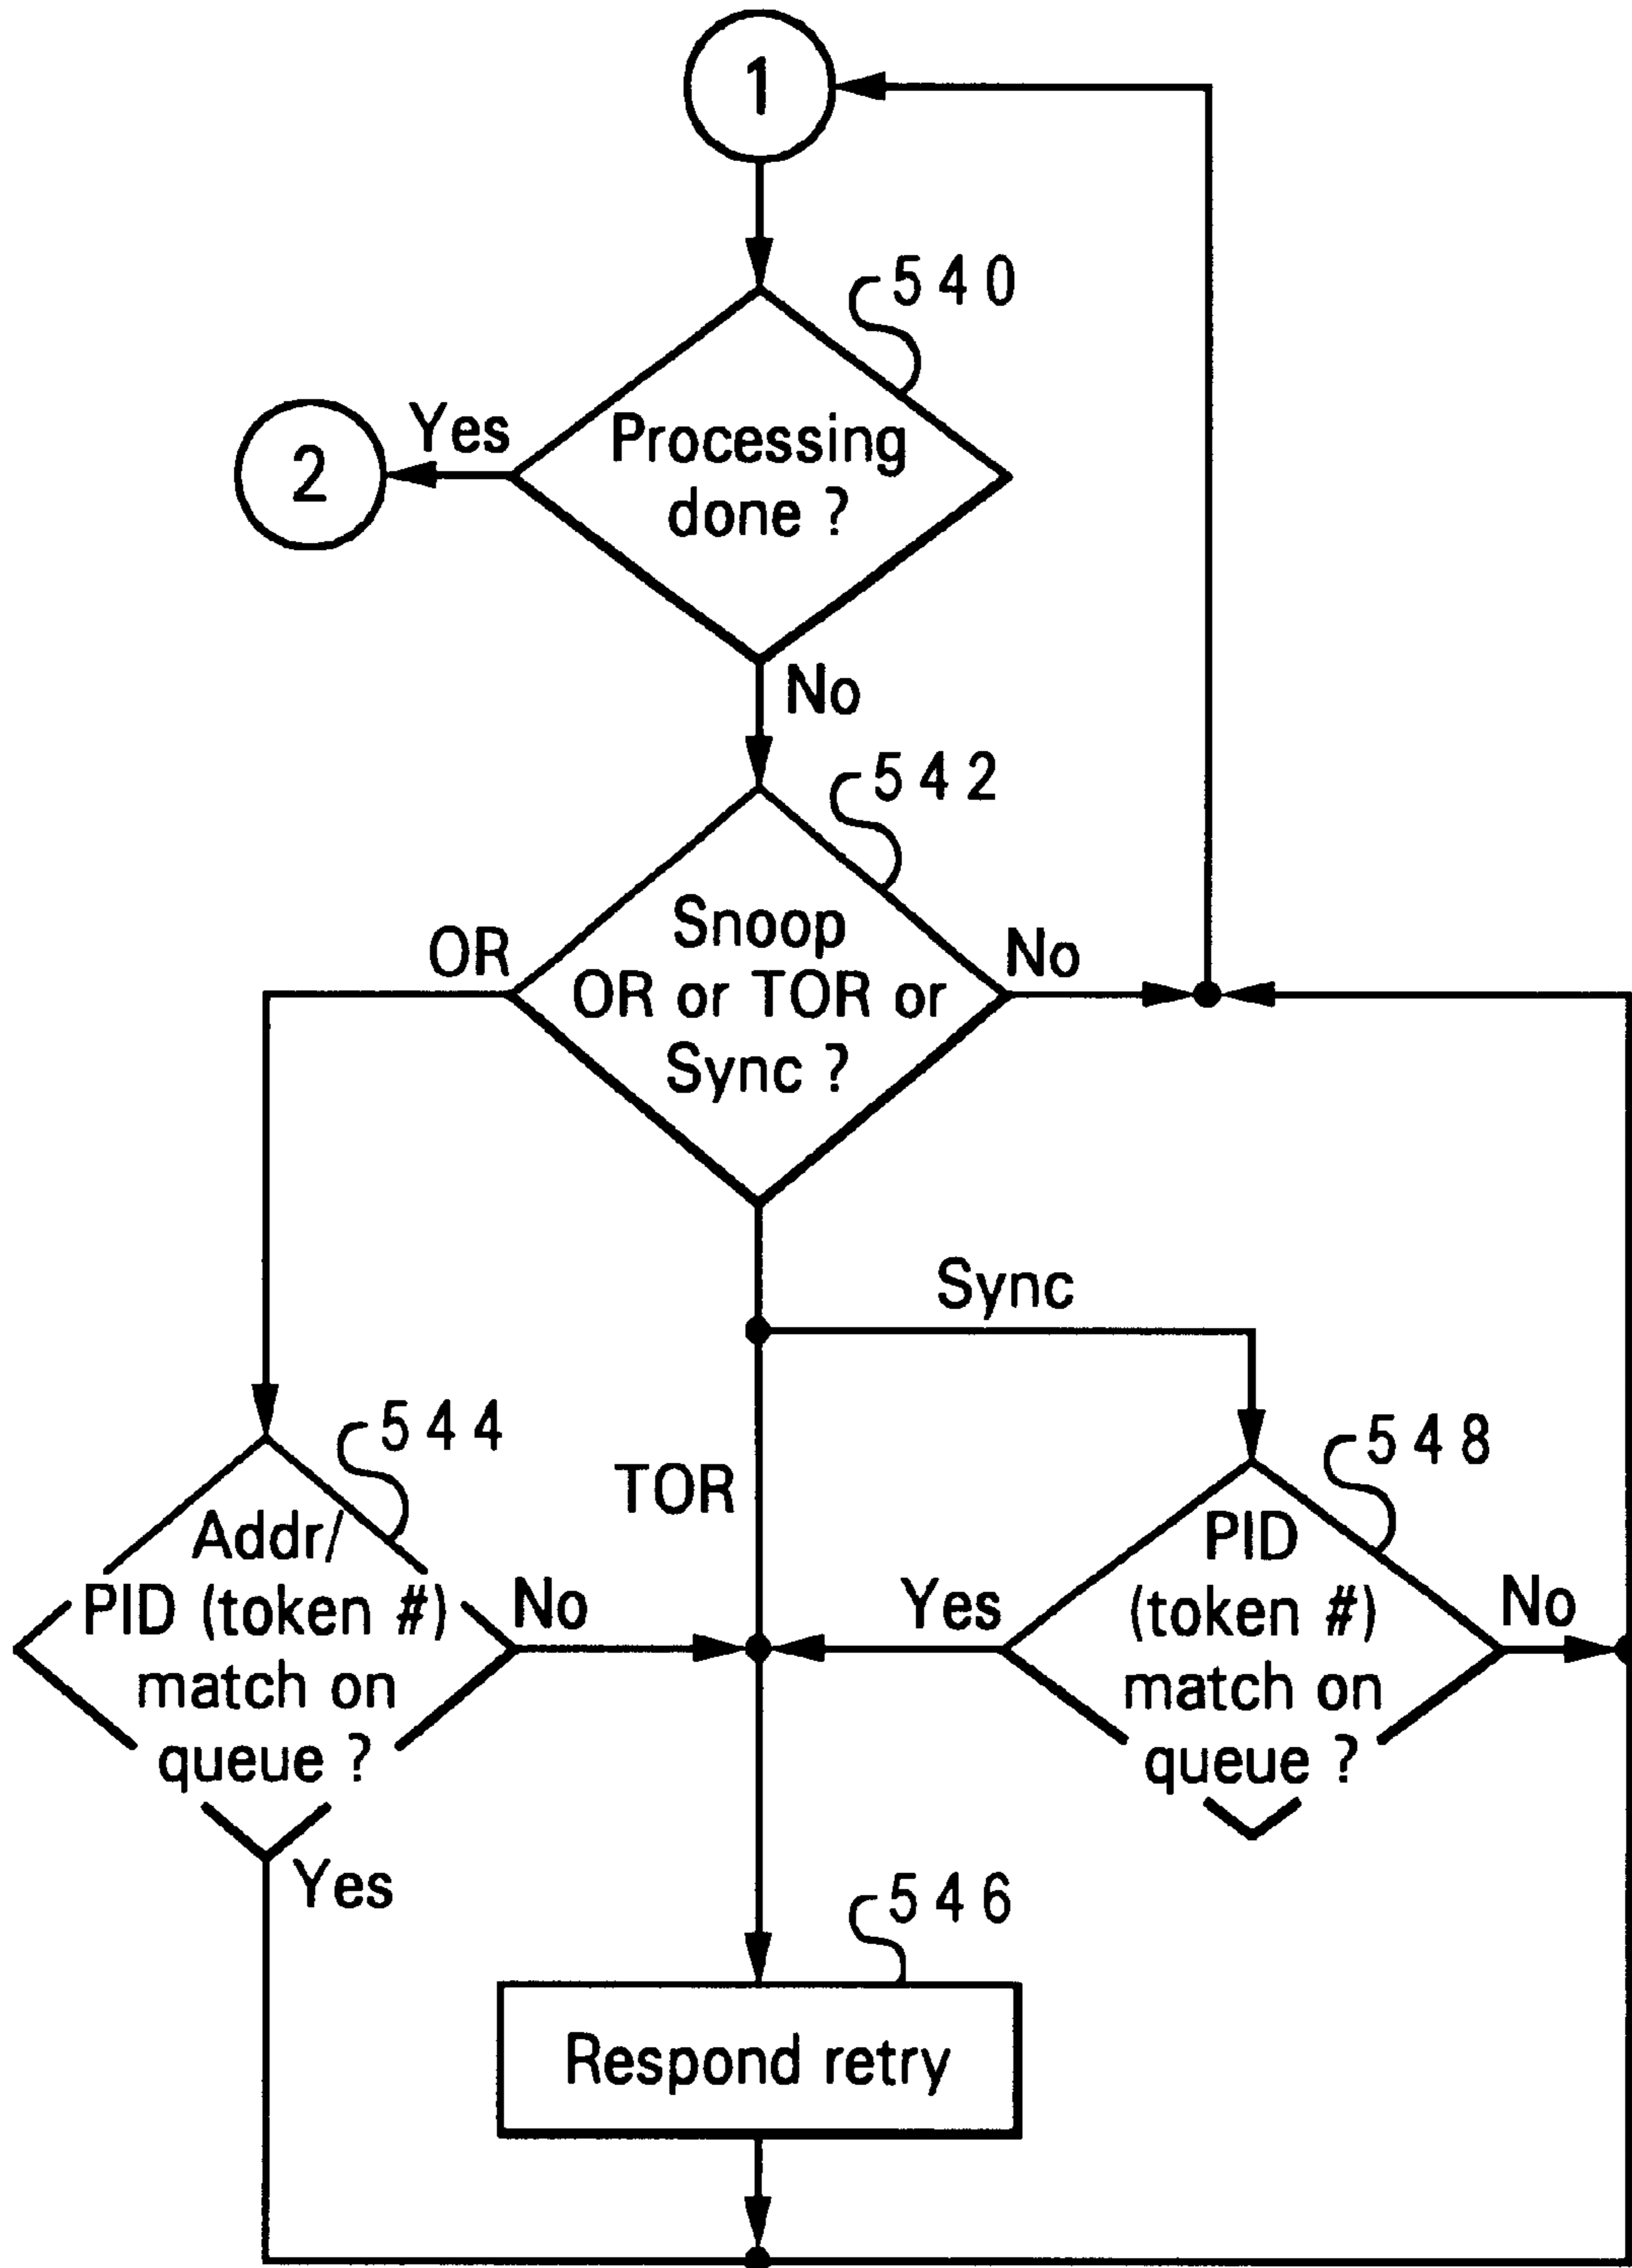 1
540
Processing
done ?
Yes
2
No
542
Snoop
OR or TOR or
Sync ?
OR
No
Sync
TOR
544
Addr/
PID (token #)
match on
queue ?
No
Yes
548
PID
(token #)
match on
queue ?
Yes
No
546
Respond retry